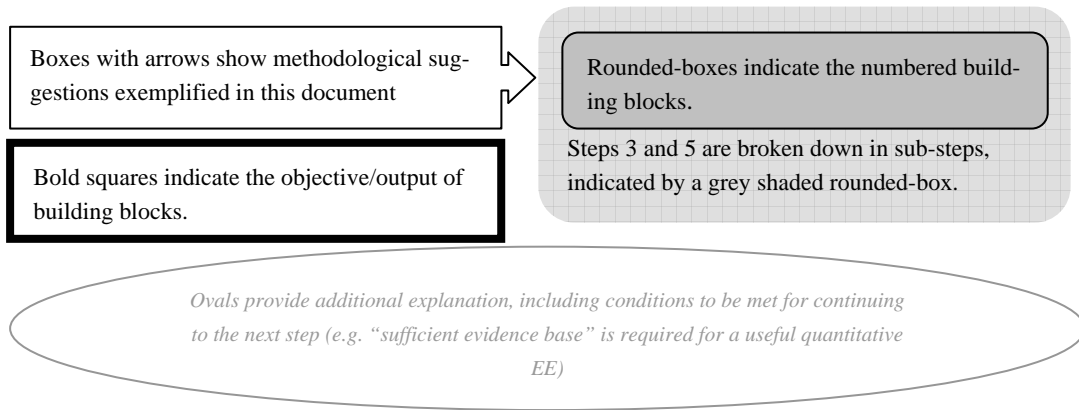 Boxes with arrows show methodological sug-
gestions exemplified in this document
Rounded-boxes indicate the numbered build-
ing blocks.
Steps 3 and 5 are broken down in sub-steps,
indicated by a grey shaded rounded-box.
Bold squares indicate the objective/output of
building blocks.
Ovals provide additional explanation, including conditions to be met for continuing
to the next step (e.g. “sufficient evidence base” is required for a useful quantitative
EE)